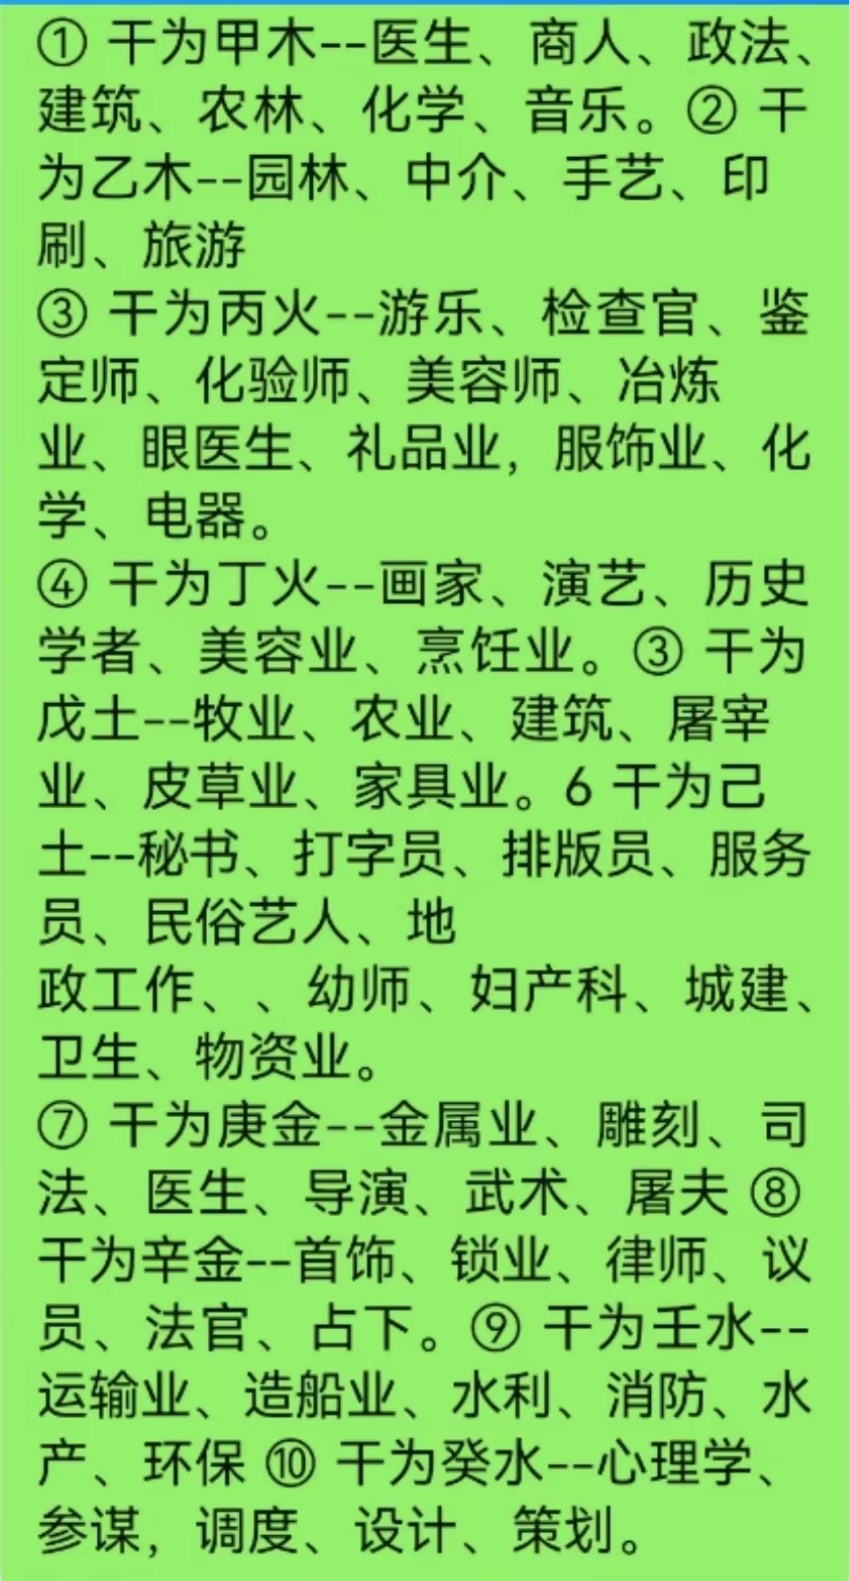 ① 干为甲木--医生、商人、政法、
建筑、农林、化学、音乐。② 干
为乙木--园林、中介、手艺、印
刷、旅游
③ 干为丙火--游乐、检查官、鉴
定师、化验师、美容师、冶炼
业、眼医生、礼品业，服饰业、化
学、电器。
④ 干为丁火--画家、演艺、历史
学者、美容业、烹饪业。③ 干为
戊土--牧业、农业、建筑、屠宰
业、皮草业、家具业。6 干为己
土--秘书、打字员、排版员、服务
员、民俗艺人、地
政工作、、幼师、妇产科、城建、
卫生、物资业。
⑦ 干为庚金--金属业、雕刻、司
法、医生、导演、武术、屠夫 ⑧
干为辛金--首饰、锁业、律师、议
员、法官、占下。⑨ 干为壬水--
运输业、造船业、水利、消防、水
产、环保 ⑩ 干为癸水--心理学、
参谋，调度、设计、策划。